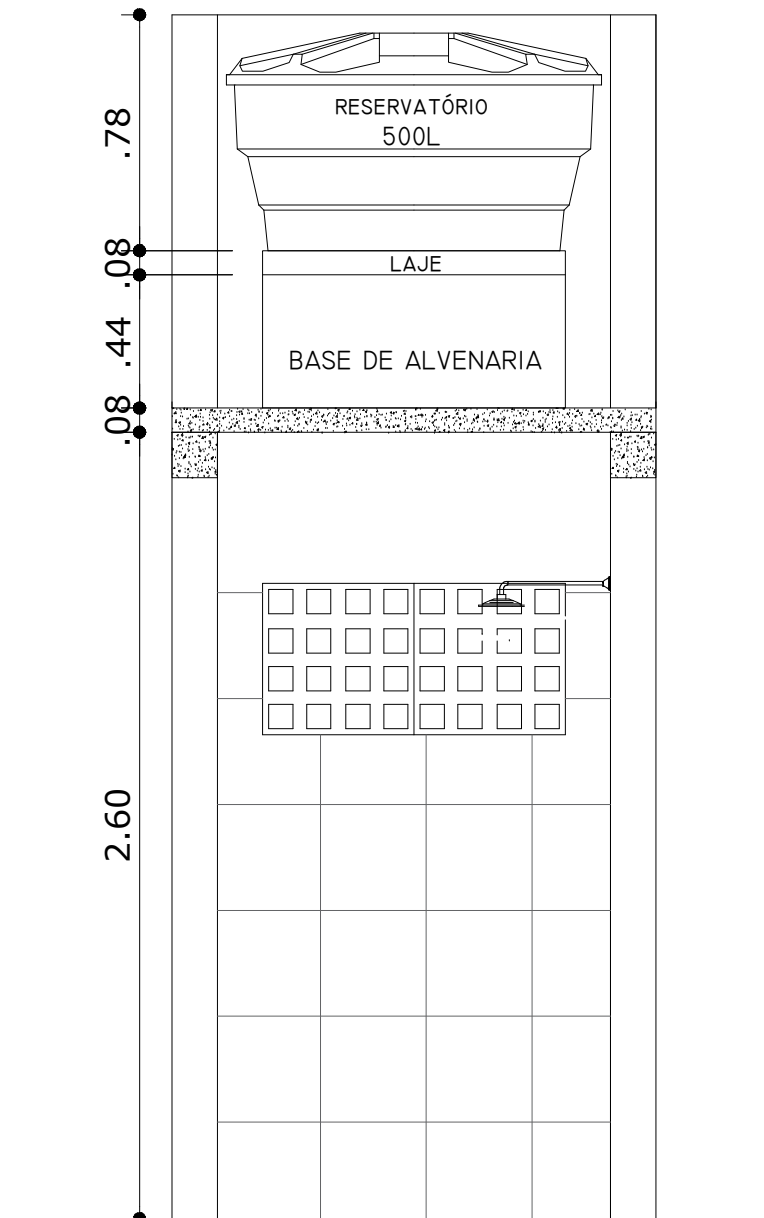 .78
RESERVATÓRIO
500L
.08
LAJE
.44
BASE DE ALVENARIA
.08
2.60